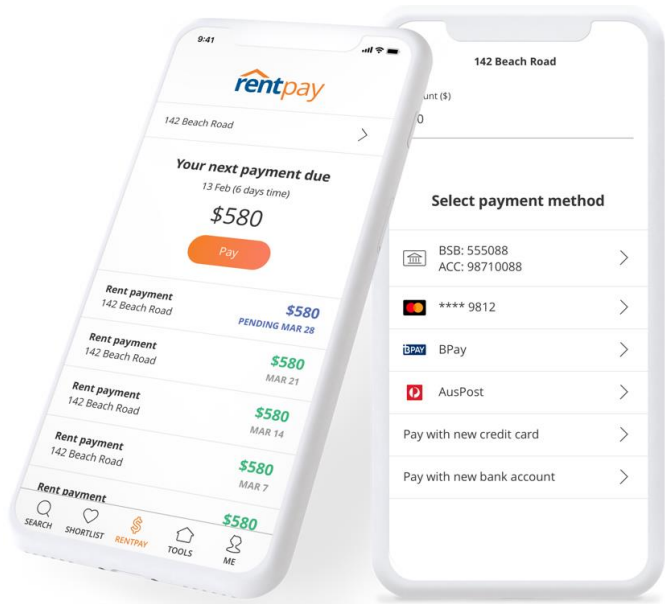 9:41
rentpay
142 Beach Road
Your next payment due
13 Feb (6 days time)
$580
Pay
Rent payment
142 Beach Road
$580
PENDING MAR 28
Rent payment
142 Beach Road
$580
MAR 21
Rent payment
142 Beach Road
$580
MAR 14
Rent payment
142 Beach Road
$580
MAR 7
Rent payment
$580
SEARCH
SHORTLIST
RENTPAY
TOOLS
ME
142 Beach Road
unt ($)
0
Select payment method
BSB: 555088
ACC: 98710088
**** 9812
BPAY
BPay
AusPost
Pay with new credit card
Pay with new bank account